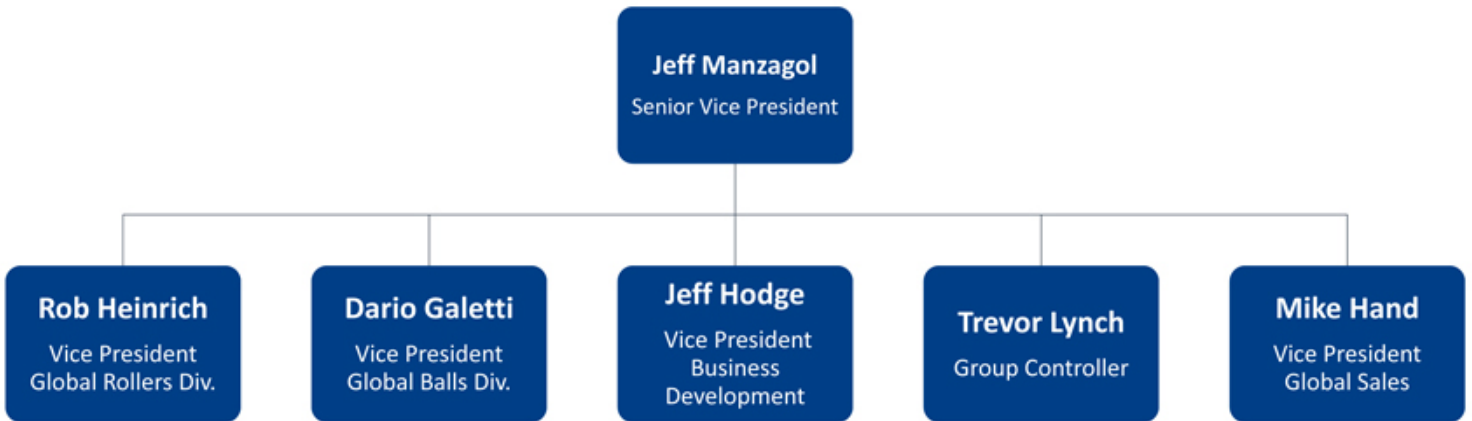 Jeff Manzagol
Senior Vice President
Rob Heinrich
Vice President
Global Rollers Div.
Dario Galetti
Vice President
Global Balls Div.
Jeff Hodge
Vice President
Business
Development
Trevor Lynch
Group Controller
Mike Hand
Vice President
Global Sales